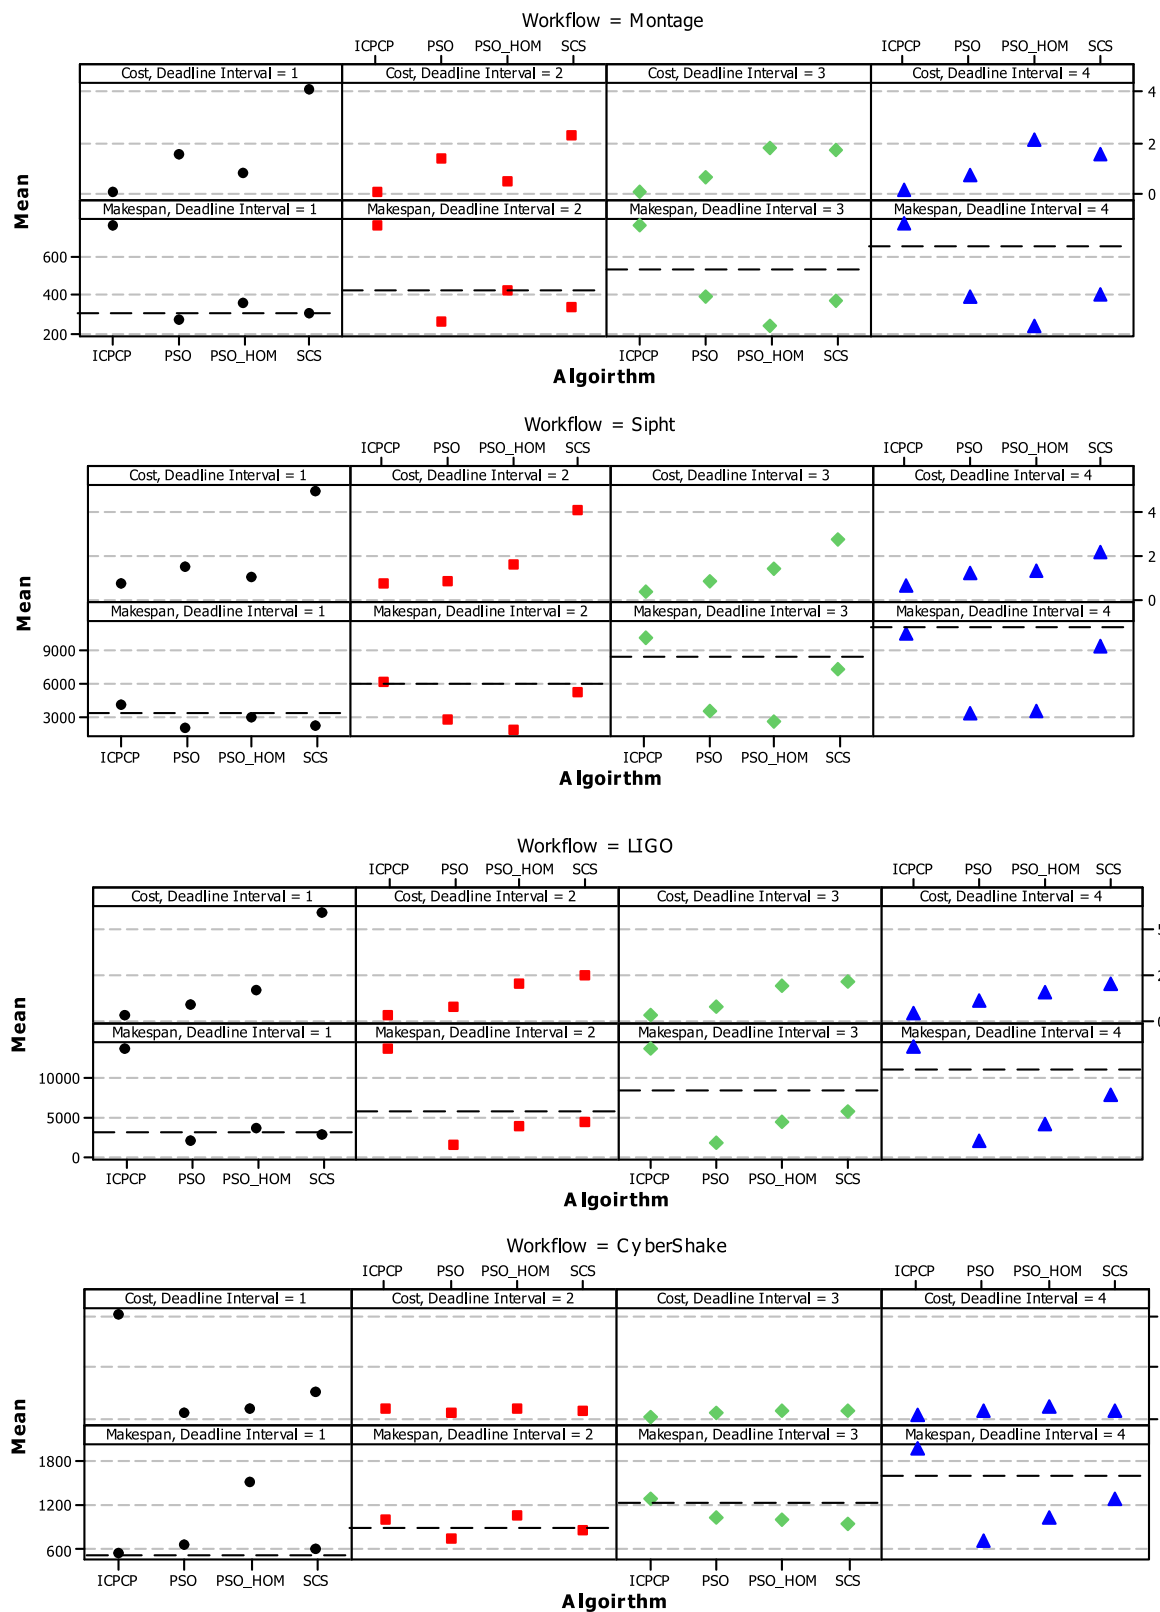 Workflow = Montage
ICPCP PSO PSO_HOM SCS ICPCP PSO PSO_HOM SCS
Cost, Deadline Interval = 1 Cost, Deadline Interval = 2 Cost, Deadline Interval = 3 Cost, Deadline Interval = 4
4
2
0
Mean
Makespan, Deadline Interval = 1 Makespan, Deadline Interval = 2 Makespan, Deadline Interval = 3 Makespan, Deadline Interval = 4
600
400
200
ICPCP PSO PSO_HOM SCS ICPCP PSO PSO_HOM SCS
Algoirthm
Workflow = Sipht
ICPCP PSO PSO_HOM SCS ICPCP PSO PSO_HOM SCS
Cost, Deadline Interval = 1 Cost, Deadline Interval = 2 Cost, Deadline Interval = 3 Cost, Deadline Interval = 4
4
2
0
Mean
Makespan, Deadline Interval = 1 Makespan, Deadline Interval = 2 Makespan, Deadline Interval = 3 Makespan, Deadline Interval = 4
9000
6000
3000
ICPCP PSO PSO_HOM SCS ICPCP PSO PSO_HOM SCS
Algoirthm
Workflow = LIGO
ICPCP PSO PSO_HOM SCS ICPCP PSO PSO_HOM SCS
Cost, Deadline Interval = 1 Cost, Deadline Interval = 2 Cost, Deadline Interval = 3 Cost, Deadline Interval = 4
Mean
Makespan, Deadline Interval = 1 Makespan, Deadline Interval = 2 Makespan, Deadline Interval = 3 Makespan, Deadline Interval = 4
10000
5000
0
ICPCP PSO PSO_HOM SCS ICPCP PSO PSO_HOM SCS
Algoirthm
Workflow = CyberShake
ICPCP PSO PSO_HOM SCS ICPCP PSO PSO_HOM SCS
Cost, Deadline Interval = 1 Cost, Deadline Interval = 2 Cost, Deadline Interval = 3 Cost, Deadline Interval = 4
Mean
Makespan, Deadline Interval = 1 Makespan, Deadline Interval = 2 Makespan, Deadline Interval = 3 Makespan, Deadline Interval = 4
1800
1200
600
ICPCP PSO PSO_HOM SCS ICPCP PSO PSO_HOM SCS
Algoirthm